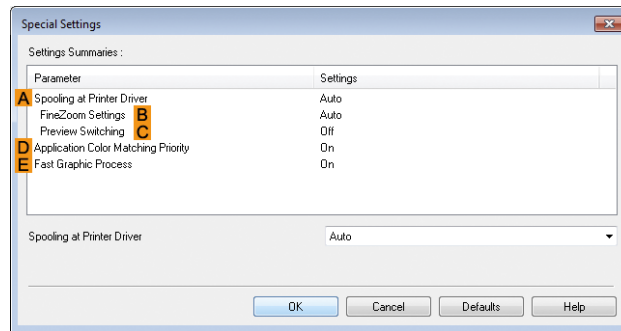 Special Settings
Settings Summaries :
Parameter Settings
A Spooling at Printer Driver Auto
FineZoom Settings B Auto
Preview Switching C Off
D Application Color Matching Priority On
E Fast Graphic Process On
Spooling at Printer Driver Auto
OK Cancel Defaults Help